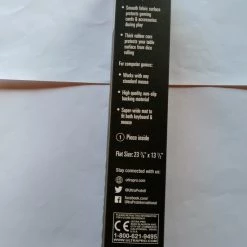 • Smooth fabric surface
protects gaming
cards & accessories
during play
• Thick rubber core
protects your table
surface from dice
rolling
For computer games:
• Works with any
standard mouse
• High quality non-slip
backing material
• Super-wide mat to
fit both keyboard &
mouse
1 Piece inside
Flat Size: 23 ⅝" x 13 ½"
Stay connected with us:
ultrapro.com
@UltraProIntl
facebook.com/
UltraProInternational
1-800-621-9495
WWW.ULTRAPRO.COM